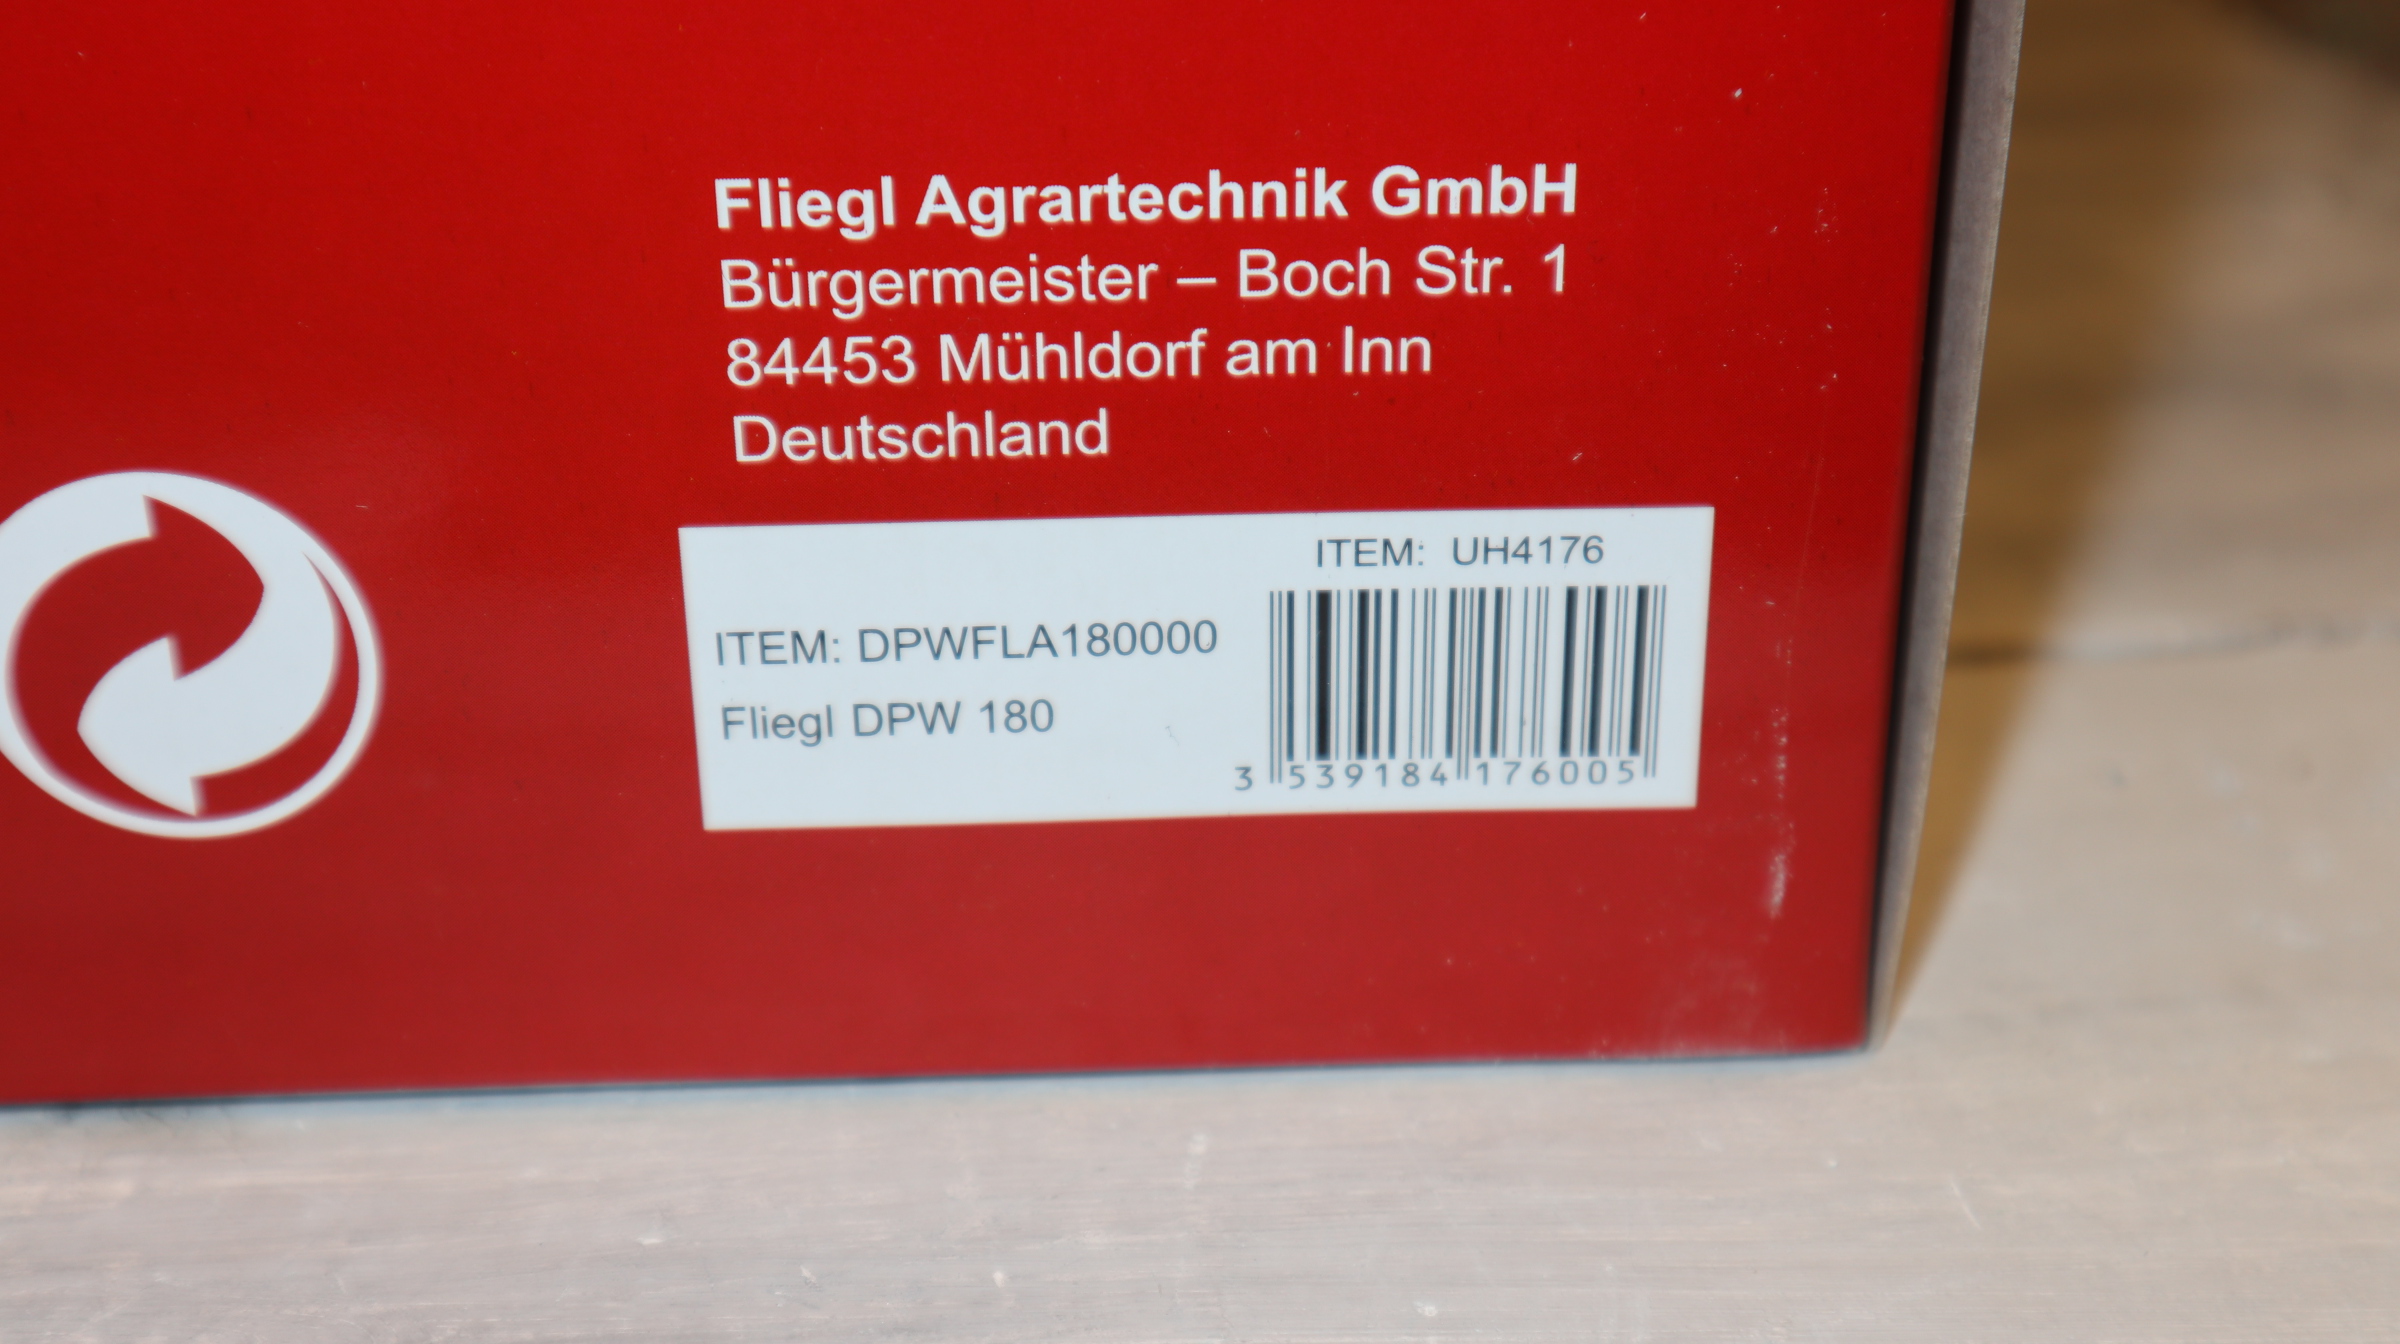 Fliegl Agrartechnik GmbH
Bürgermeister – Boch Str. 1
84453 Mühldorf am Inn
Deutschland
ITEM: UH4176
ITEM: DPWFLA180000
Fliegl DPW 180
3 539184 176005